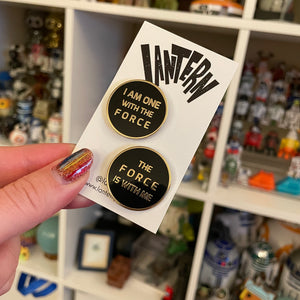 LANTERN
I AM ONE
WITH THE
FORCE
THE
FORCE
IS WITH ME